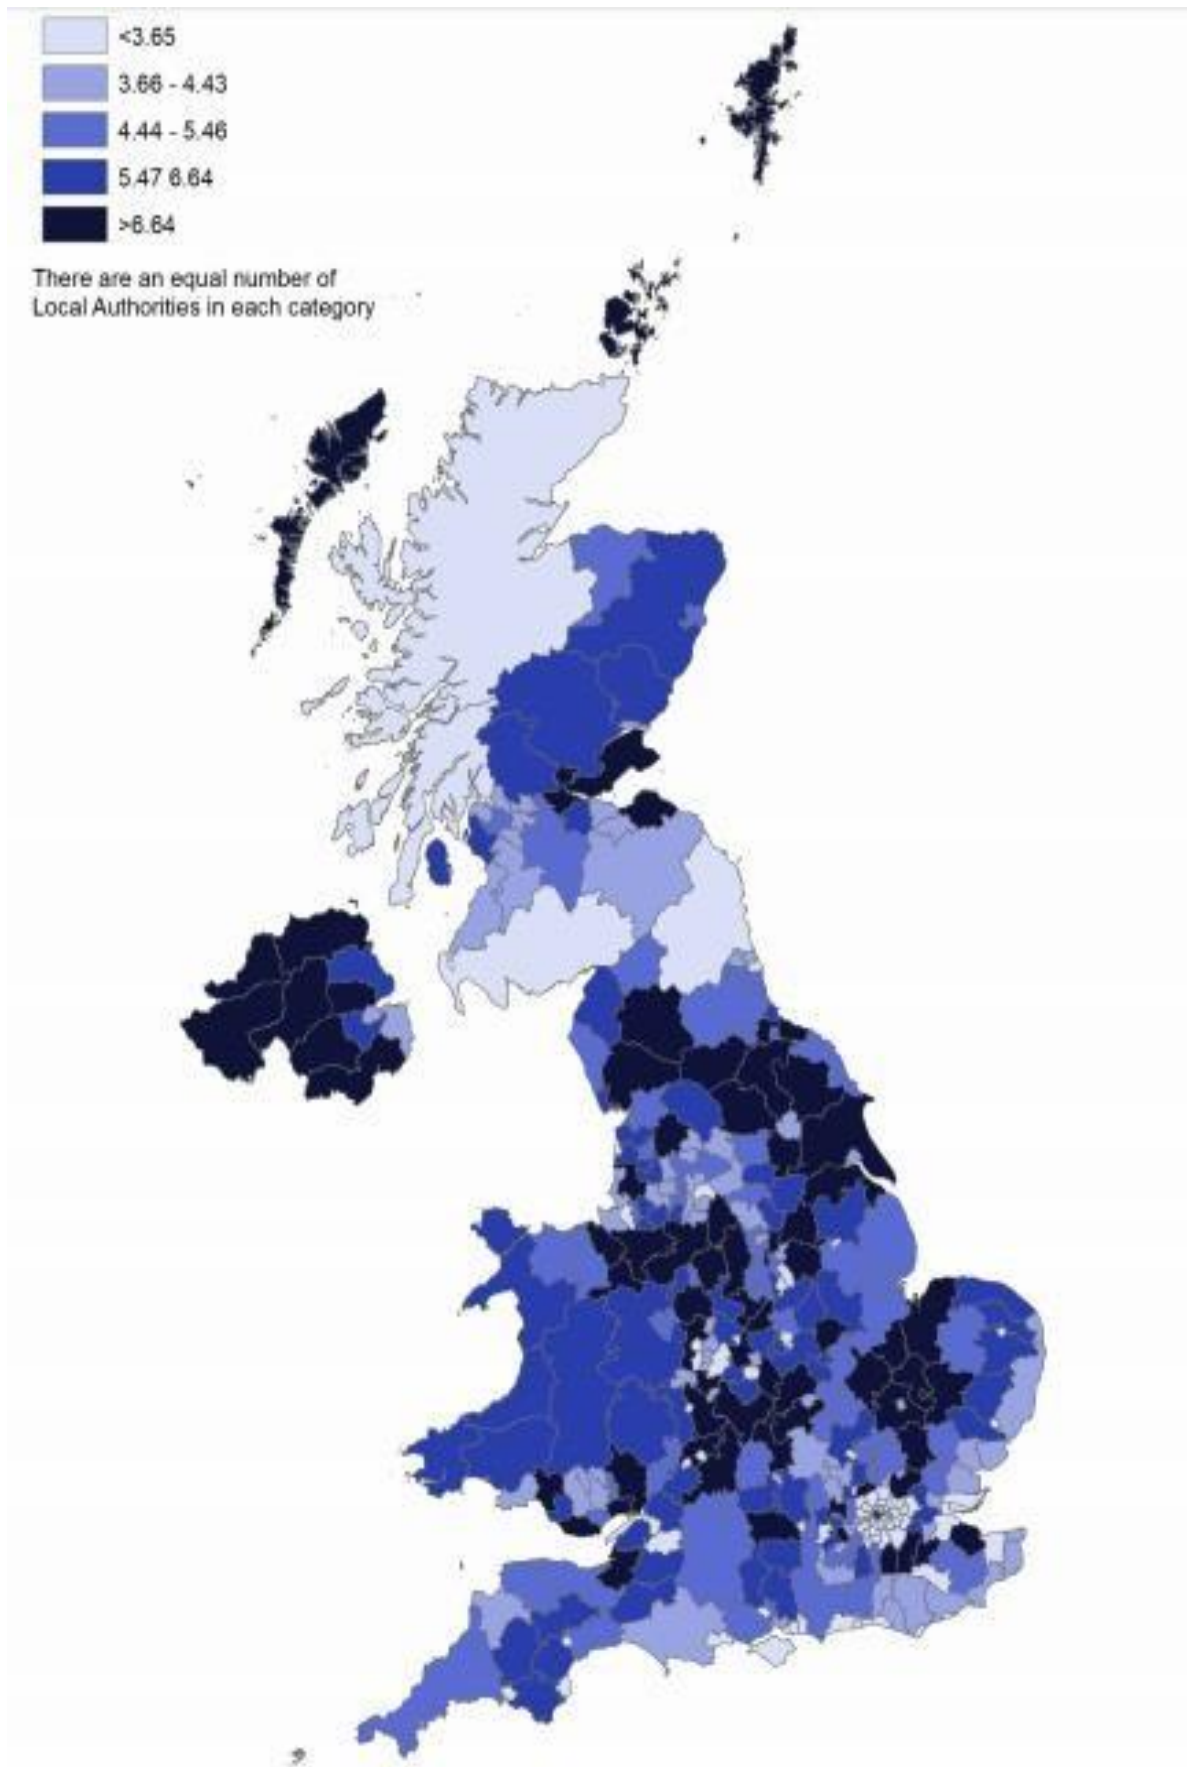 <3.65
3.66 - 4.43
4.44 - 5.46
5.47 6.64
>6.64
There are an equal number of
Local Authorities in each category